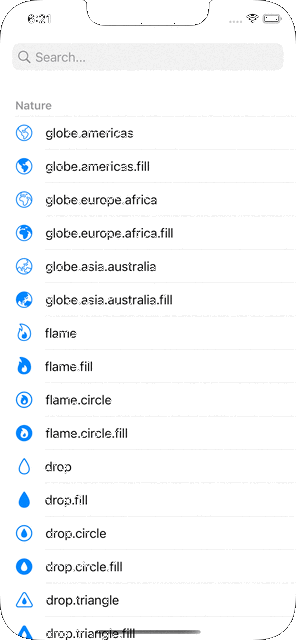 6:21
Search...
Nature
globe.americas
globe.americas.fill
globe.europe.africa
globe.europe.africa.fill
globe.asia.australia
globe.asia.australia.fill
flame
flame.fill
flame.circle
flame.circle.fill
drop
drop.fill
drop.circle
drop.circle.fill
drop.triangle
drop.triangle.fill